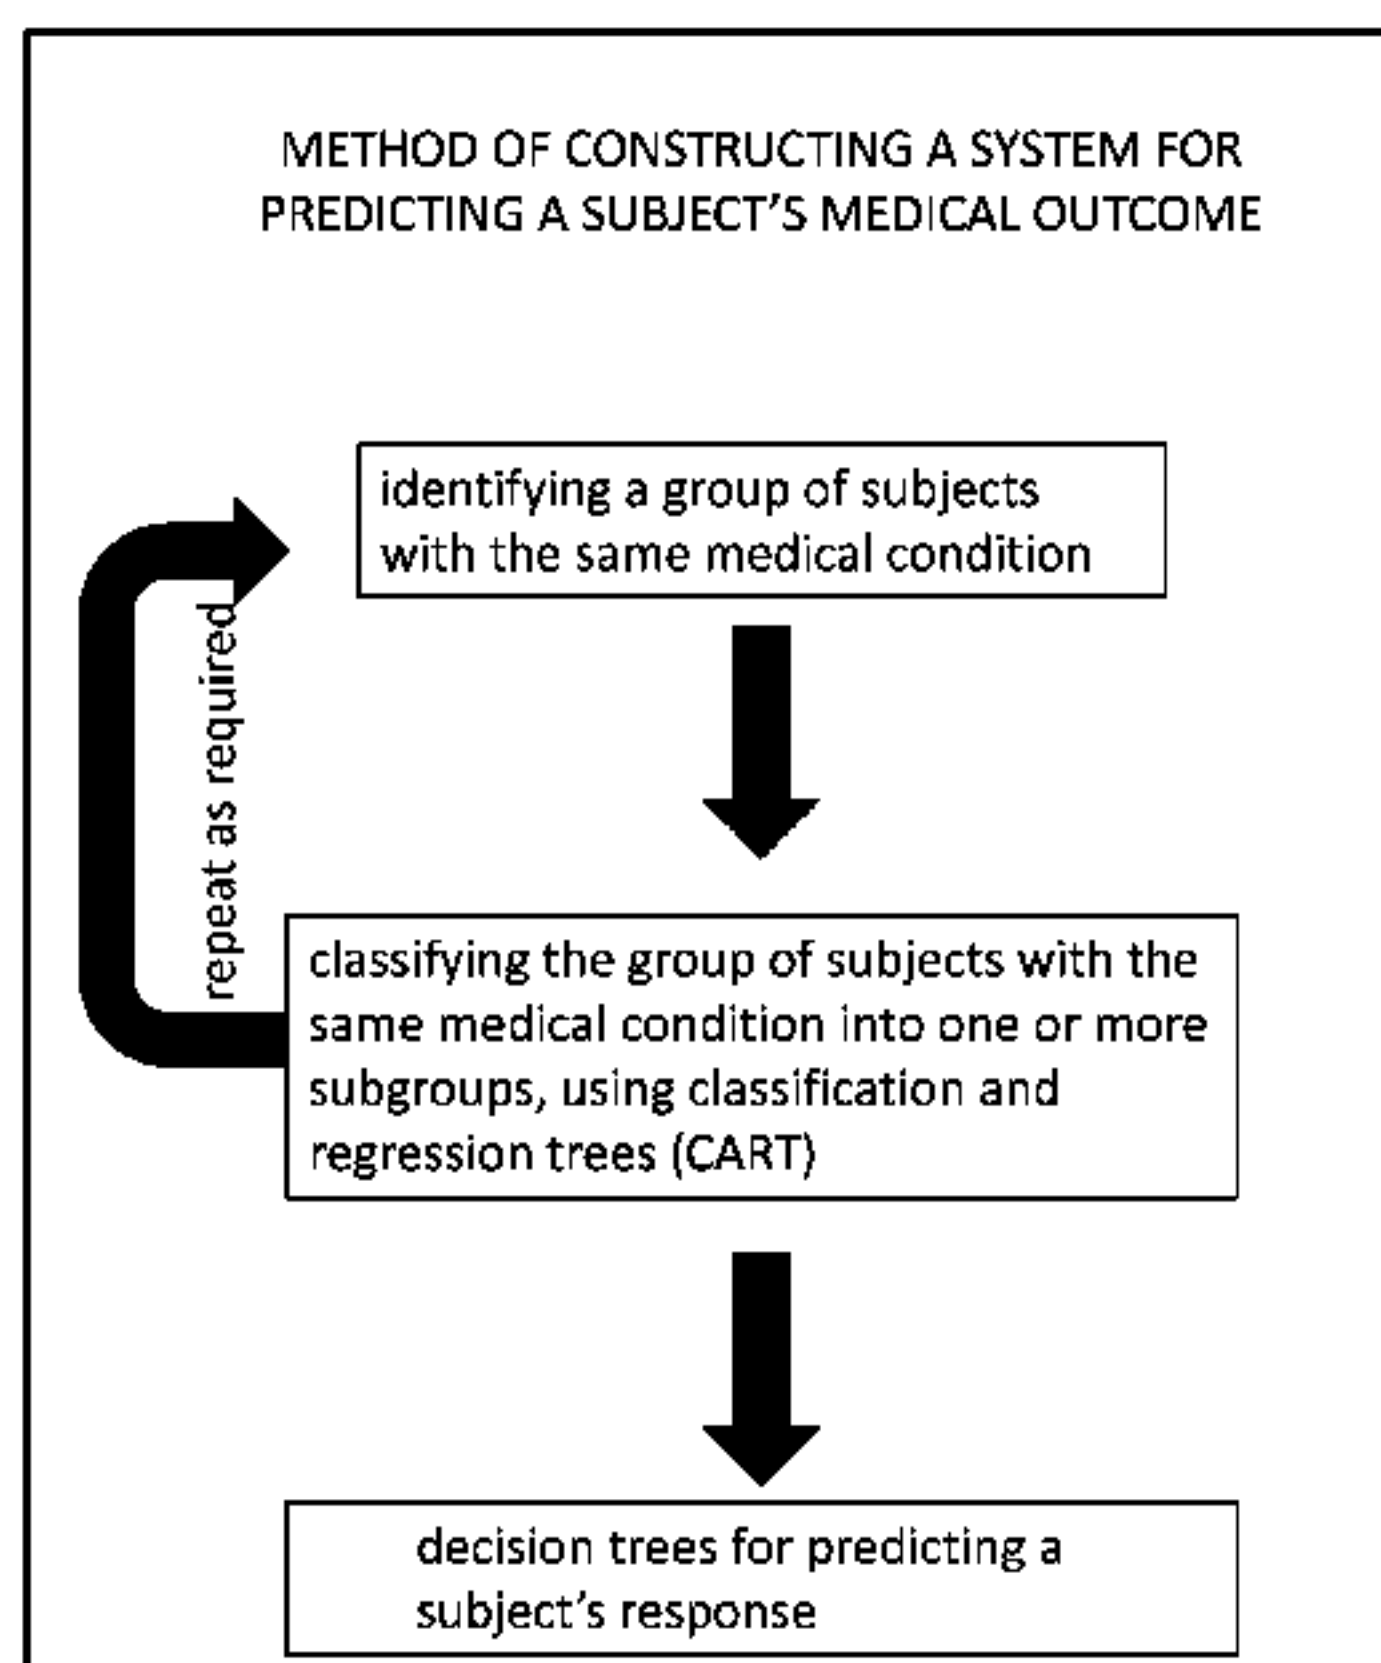 METHOD OF CONSTRUCTING A SYSTEM FOR
PREDICTING A SUBJECT'S MEDICAL OUTCOME
identifying a group of subjects
with the same medical condition
repeat as required
classifying the group of subjects with the
same medical condition into one or more
subgroups, using classification and
regression trees (CART)
decision trees for predicting a
subject's response